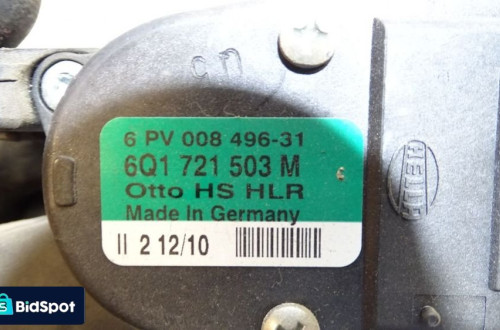 6 PV 008 496-31
6Q1 721 503 M
Otto HS HLR
Made In Germany
II 2 12/10
HELLA
BidSpot